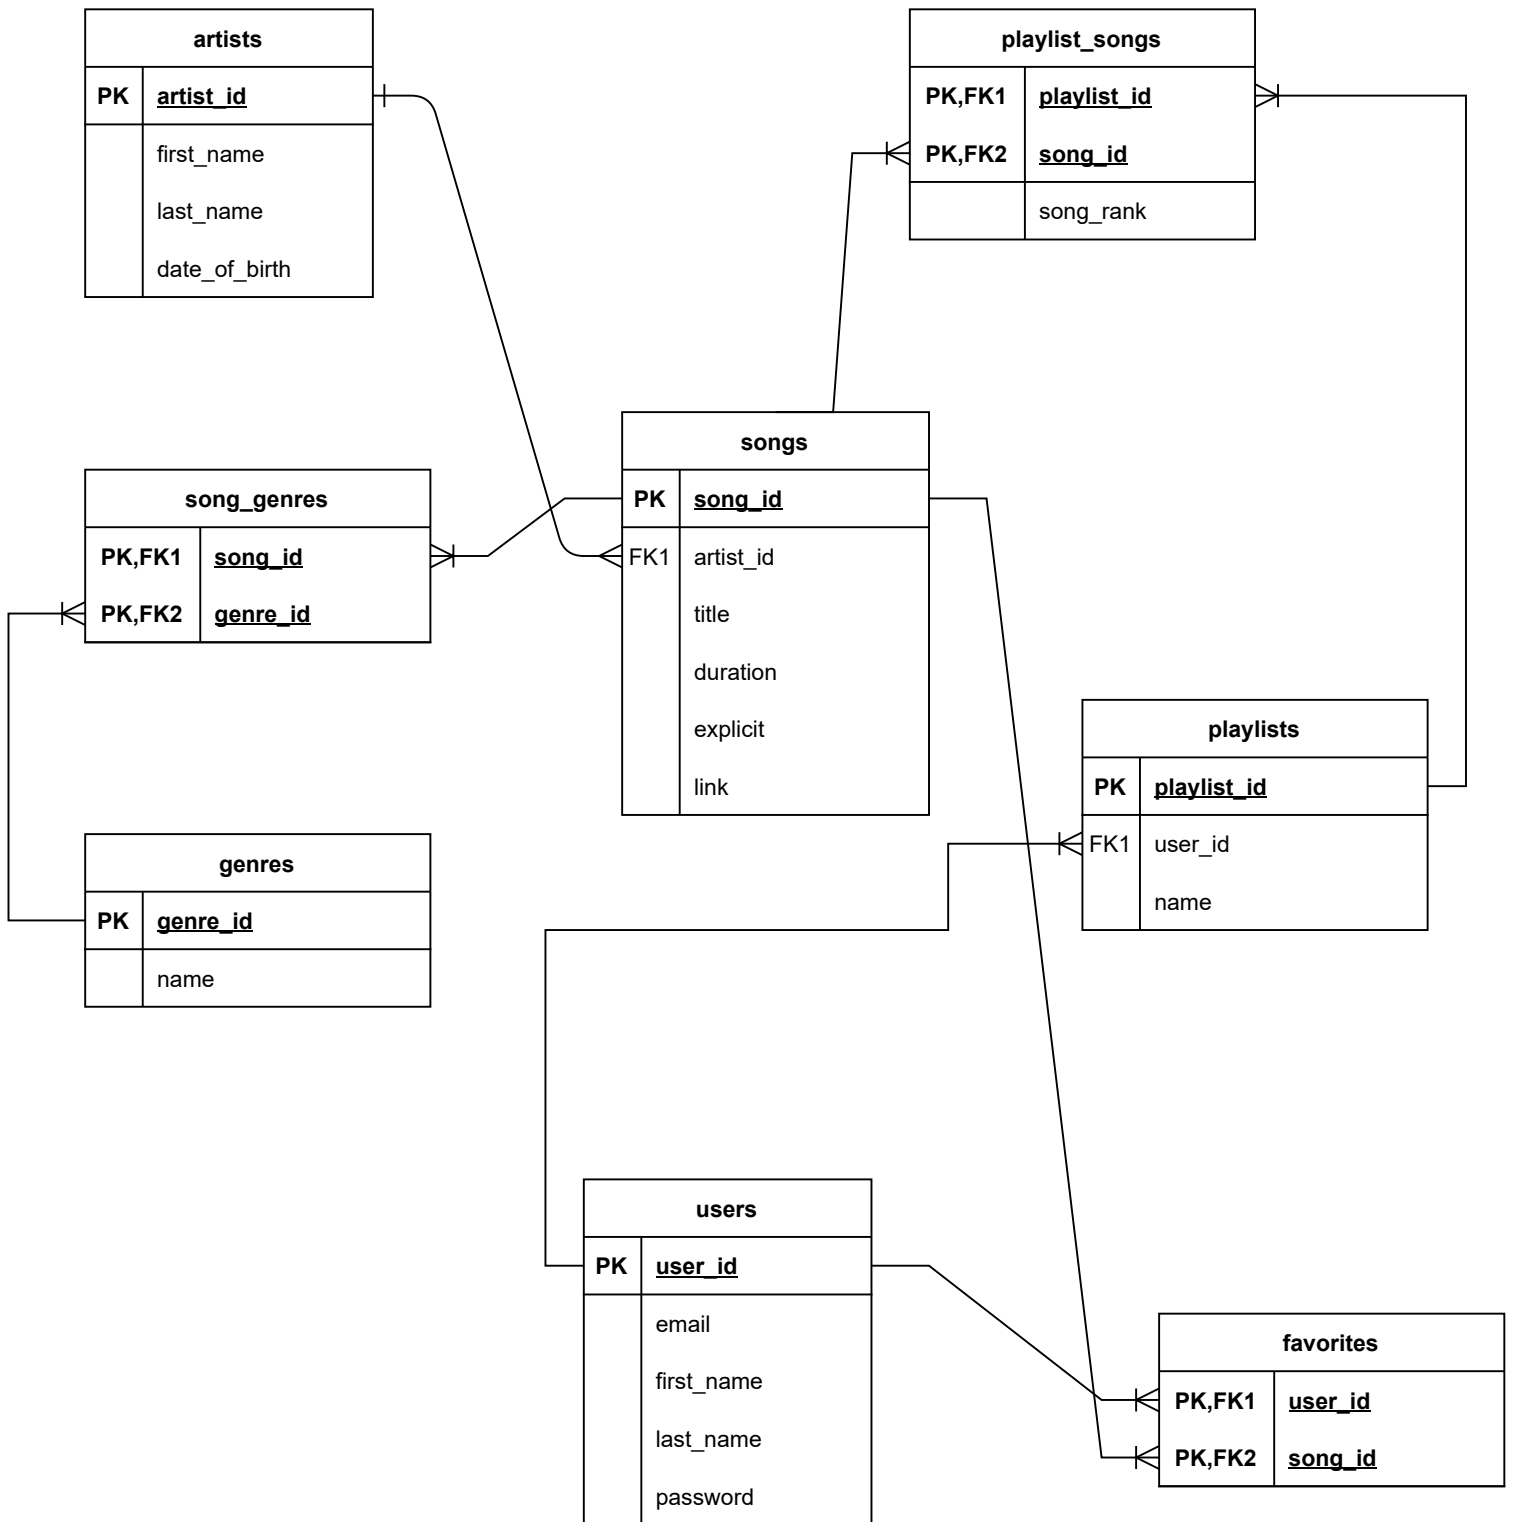 artists
PK artist_id
first_name
last_name
date_of_birth
playlist_songs
PK,FK1 playlist_id
PK,FK2 song_id
song_rank
songs
PK song_id
FK1 artist_id
title
duration
explicit
link
song_genres
PK,FK1 song_id
PK,FK2 genre_id
playlists
PK playlist_id
FK1 user_id
name
genres
PK genre_id
name
users
PK user_id
email
first_name
last_name
password
favorites
PK,FK1 user_id
PK,FK2 song_id